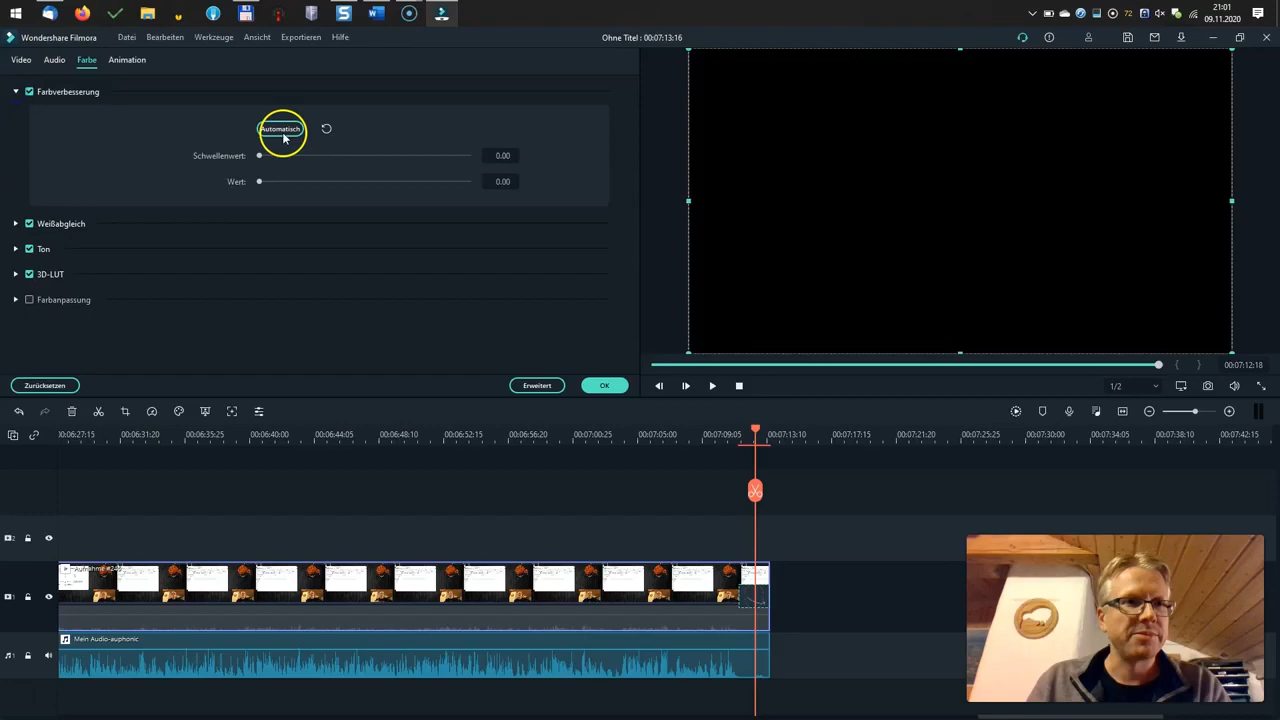 72
21:01
09.11.2020
Wondershare Filmora
Datei
Bearbeiten
Werkzeuge
Ansicht
Exportieren
Hilfe
Ohne Titel : 00:07:13:16
Video
Audio
Farbe
Animation
Farbverbesserung
Automatisch
Schwellenwert:
0.00
Wert:
0.00
Weißabgleich
Ton
3D-LUT
Farbanpassung
Zurücksetzen
Erweitert
OK
00:07:12:18
1/2
00:06:27:15
00:06:31:20
00:06:35:25
00:06:40:00
00:06:44:05
00:06:48:10
00:06:52:15
00:06:56:20
00:07:00:25
00:07:05:00
00:07:09:05
00:07:13:10
00:07:17:15
00:07:21:20
00:07:25:25
00:07:30:00
00:07:34:05
00:07:38:10
00:07:42:15
2
1
1
Mein Audio-auphonic